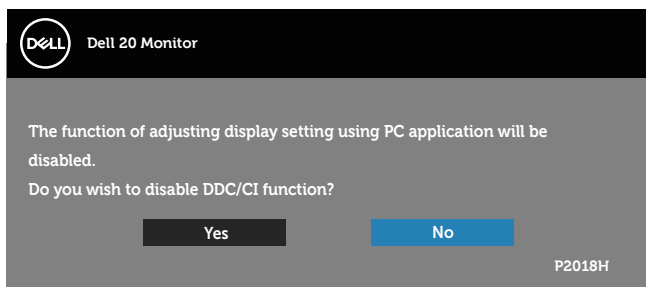 DELL
Dell 20 Monitor
The function of adjusting display setting using PC application will be
disabled.
Do you wish to disable DDC/CI function?
Yes
No
P2018H